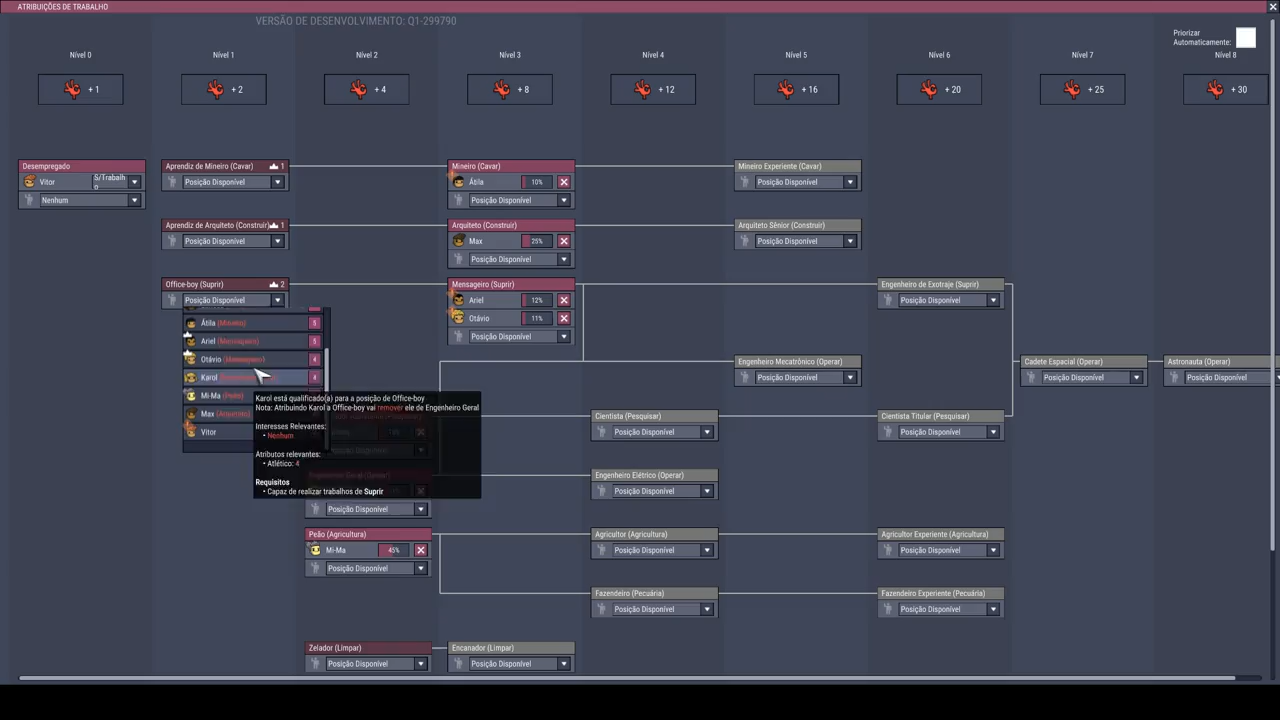 ATRIBUIÇÕES DE TRABALHO
VERSÃO DE DESENVOLVIMENTO: Q1-299790
Priorizar
Automaticamente:
Nível 0
Nível 1
Nível 2
Nível 3
Nível 4
Nível 5
Nível 6
Nível 7
Nível 8
+ 1
+ 2
+ 4
+ 8
+ 12
+ 16
+ 20
+ 25
+ 30
Desempregado
Vitor
S/Trabalh
o
Nenhum
Aprendiz de Mineiro (Cavar) 1
Posição Disponível
Mineiro (Cavar)
Átila 10%
Posição Disponível
Mineiro Experiente (Cavar)
Posição Disponível
Aprendiz de Arquiteto (Construir) 1
Posição Disponível
Arquiteto (Construir)
Max 25%
Posição Disponível
Arquiteto Sênior (Construir)
Posição Disponível
Office-boy (Suprir) 2
Posição Disponível
Mensageiro (Suprir)
Ariel 12%
Otávio 11%
Posição Disponível
Engenheiro de Exotraje (Suprir)
Posição Disponível
Átila (Mineiro) 5
Ariel (Mensageiro) 5
Otávio (Mensageiro) 4
Karol 4
Mi-Ma (Peão)
Max (Arquiteto)
Vitor
Karol está qualificado(a) para a posição de Office-boy
Nota: Atribuindo Karol a Office-boy vai remover ele de Engenheiro Geral
Interesses Relevantes:
• Nenhum
Atributos relevantes:
• Atlético: 4
Requisitos
• Capaz de realizar trabalhos de Suprir
Engenheiro Mecatrônico (Operar)
Posição Disponível
Cadete Espacial (Operar)
Posição Disponível
Astronauta (Operar)
Posição Disponível
Cientista (Pesquisar)
Posição Disponível
Cientista Titular (Pesquisar)
Posição Disponível
Engenheiro Elétrico (Operar)
Posição Disponível
Posição Disponível
Peão (Agricultura)
Mi-Ma 45%
Posição Disponível
Agricultor (Agricultura)
Posição Disponível
Agricultor Experiente (Agricultura)
Posição Disponível
Fazendeiro (Pecuária)
Posição Disponível
Fazendeiro Experiente (Pecuária)
Posição Disponível
Zelador (Limpar)
Posição Disponível
Encanador (Limpar)
Posição Disponível